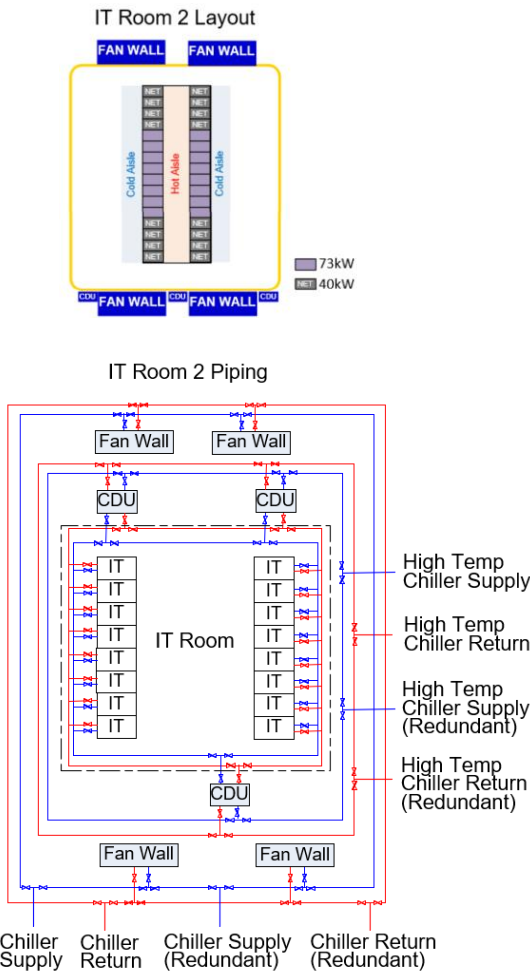 IT Room 2 Layout
FAN WALL FAN WALL
NET NET
NET NET
NET NET
NET NET
Cold Aisle Hot Aisle Cold Aisle
NET NET
NET NET
NET NET
NET NET
73kW
NET 40kW
CDU FAN WALL CDU FAN WALL CDU
IT Room 2 Piping
Fan Wall Fan Wall
CDU CDU
IT IT
IT IT
IT IT
IT IT
IT IT
IT IT
IT IT
IT IT
IT Room
High Temp
Chiller Supply
High Temp
Chiller Return
High Temp
Chiller Supply
(Redundant)
High Temp
Chiller Return
(Redundant)
CDU
Fan Wall Fan Wall
Chiller
Supply
Chiller
Return
Chiller Supply
(Redundant)
Chiller Return
(Redundant)